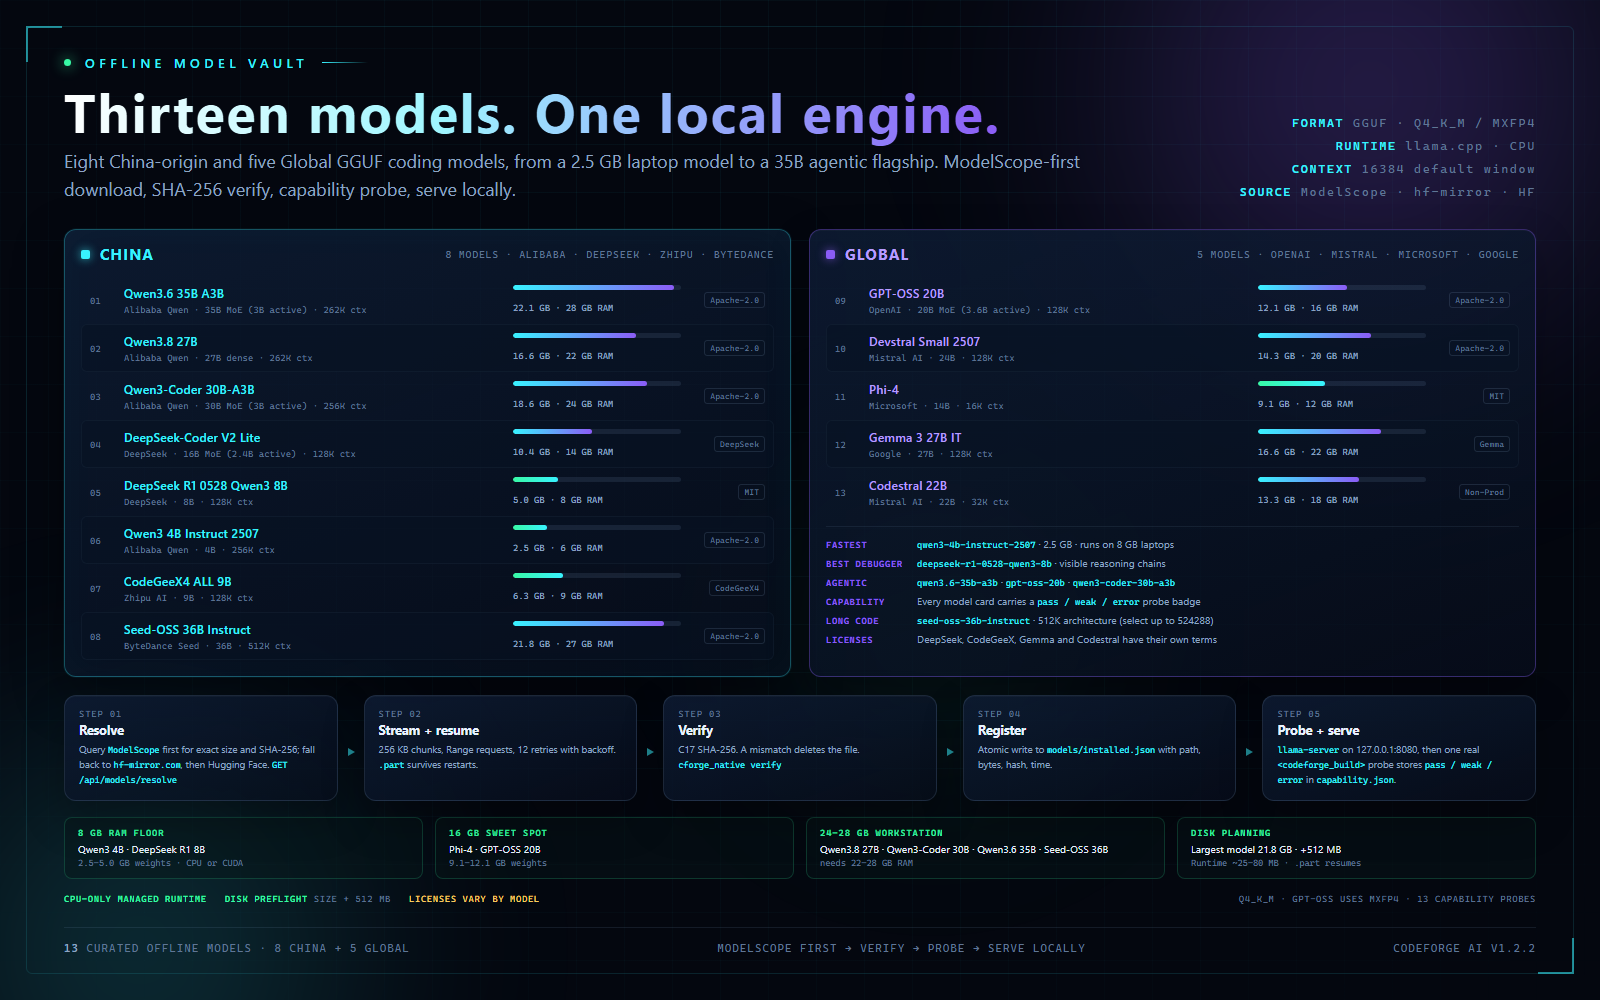 OFFLINE MODEL VAULT
Thirteen models. One local engine.
Eight China-origin and five Global GGUF coding models, from a 2.5 GB laptop model to a 35B agentic flagship. ModelScope-first
download, SHA-256 verify, capability probe, serve locally.
FORMAT GGUF · Q4_K_M / MXFP4
RUNTIME llama.cpp · CPU
CONTEXT 16384 default window
SOURCE ModelScope · hf-mirror · HF
CHINA
8 MODELS · ALIBABA · DEEPSEEK · ZHIPU · BYTEDANCE
01
Qwen3.6 35B A3B
Alibaba Qwen · 35B MoE (3B active) · 262K ctx
22.1 GB · 28 GB RAM
Apache-2.0
02
Qwen3.8 27B
Alibaba Qwen · 27B dense · 262K ctx
16.6 GB · 22 GB RAM
Apache-2.0
03
Qwen3-Coder 30B-A3B
Alibaba Qwen · 30B MoE (3B active) · 256K ctx
18.6 GB · 24 GB RAM
Apache-2.0
04
DeepSeek-Coder V2 Lite
DeepSeek · 16B MoE (2.4B active) · 128K ctx
10.4 GB · 14 GB RAM
DeepSeek
05
DeepSeek R1 0528 Qwen3 8B
DeepSeek · 8B · 128K ctx
5.0 GB · 8 GB RAM
MIT
06
Qwen3 4B Instruct 2507
Alibaba Qwen · 4B · 256K ctx
2.5 GB · 6 GB RAM
Apache-2.0
07
CodeGeeX4 ALL 9B
Zhipu AI · 9B · 128K ctx
6.3 GB · 9 GB RAM
CodeGeeX4
08
Seed-OSS 36B Instruct
ByteDance Seed · 36B · 512K ctx
21.8 GB · 27 GB RAM
Apache-2.0
GLOBAL
5 MODELS · OPENAI · MISTRAL · MICROSOFT · GOOGLE
09
GPT-OSS 20B
OpenAI · 20B MoE (3.6B active) · 128K ctx
12.1 GB · 16 GB RAM
Apache-2.0
10
Devstral Small 2507
Mistral AI · 24B · 128K ctx
14.3 GB · 20 GB RAM
Apache-2.0
11
Phi-4
Microsoft · 14B · 16K ctx
9.1 GB · 12 GB RAM
MIT
12
Gemma 3 27B IT
Google · 27B · 128K ctx
16.6 GB · 22 GB RAM
Gemma
13
Codestral 22B
Mistral AI · 22B · 32K ctx
13.3 GB · 18 GB RAM
Non-Prod
FASTEST qwen3-4b-instruct-2507 · 2.5 GB · runs on 8 GB laptops
BEST DEBUGGER deepseek-r1-0528-qwen3-8b · visible reasoning chains
AGENTIC qwen3.6-35b-a3b · gpt-oss-20b · qwen3-coder-30b-a3b
CAPABILITY Every model card carries a pass / weak / error probe badge
LONG CODE seed-oss-36b-instruct · 512K architecture (select up to 524288)
LICENSES DeepSeek, CodeGeeX, Gemma and Codestral have their own terms
STEP 01
Resolve
Query ModelScope first for exact size and SHA-256; fall
back to hf-mirror.com, then Hugging Face. GET
/api/models/resolve
STEP 02
Stream + resume
256 KB chunks, Range requests, 12 retries with backoff.
.part survives restarts.
STEP 03
Verify
C17 SHA-256. A mismatch deletes the file.
cforge_native verify
STEP 04
Register
Atomic write to models/installed.json with path,
bytes, hash, time.
STEP 05
Probe + serve
llama-server on 127.0.0.1:8080, then one real
<codeforge_build> probe stores pass / weak /
error in capability.json.
8 GB RAM FLOOR
Qwen3 4B · DeepSeek R1 8B
2.5–5.0 GB weights · CPU or CUDA
16 GB SWEET SPOT
Phi-4 · GPT-OSS 20B
9.1–12.1 GB weights
24–28 GB WORKSTATION
Qwen3.8 27B · Qwen3-Coder 30B · Qwen3.6 35B · Seed-OSS 36B
needs 22–28 GB RAM
DISK PLANNING
Largest model 21.8 GB · +512 MB
Runtime ~25–80 MB · .part resumes
CPU-ONLY MANAGED RUNTIME DISK PREFLIGHT SIZE + 512 MB LICENSES VARY BY MODEL
Q4_K_M · GPT-OSS USES MXFP4 · 13 CAPABILITY PROBES
13 CURATED OFFLINE MODELS · 8 CHINA + 5 GLOBAL
MODELSCOPE FIRST → VERIFY → PROBE → SERVE LOCALLY
CODEFORGE AI V1.2.2